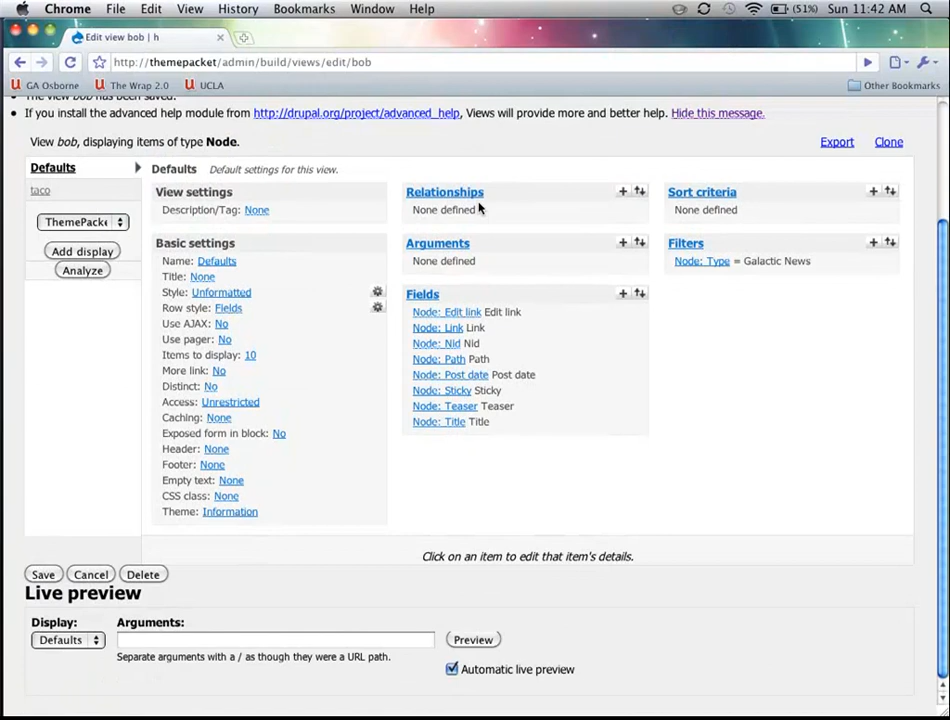 Chrome File Edit View History Bookmarks Window Help (51%) Sun 11:42 AM
Edit view bob | h
http://themepacket/admin/build/views/edit/bob
GA Osborne The Wrap 2.0 UCLA Other Bookmarks
The view bob has been saved.
If you install the advanced help module from http://drupal.org/project/advanced_help, Views will provide more and better help. Hide this message.
View bob, displaying items of type Node.
Export Clone
Defaults
taco
ThemePack
Add display
Analyze
Defaults Default settings for this view.
View settings
Description/Tag: None
Basic settings
Name: Defaults
Title: None
Style: Unformatted
Row style: Fields
Use AJAX: No
Use pager: No
Items to display: 10
More link: No
Distinct: No
Access: Unrestricted
Caching: None
Exposed form in block: No
Header: None
Footer: None
Empty text: None
CSS class: None
Theme: Information
Relationships
None defined
Arguments
None defined
Fields
Node: Edit link Edit link
Node: Link Link
Node: Nid Nid
Node: Path Path
Node: Post date Post date
Node: Sticky Sticky
Node: Teaser Teaser
Node: Title Title
Sort criteria
None defined
Filters
Node: Type = Galactic News
Click on an item to edit that item's details.
Save Cancel Delete
Live preview
Display:
Defaults
Arguments:
Separate arguments with a / as though they were a URL path.
Preview
Automatic live preview